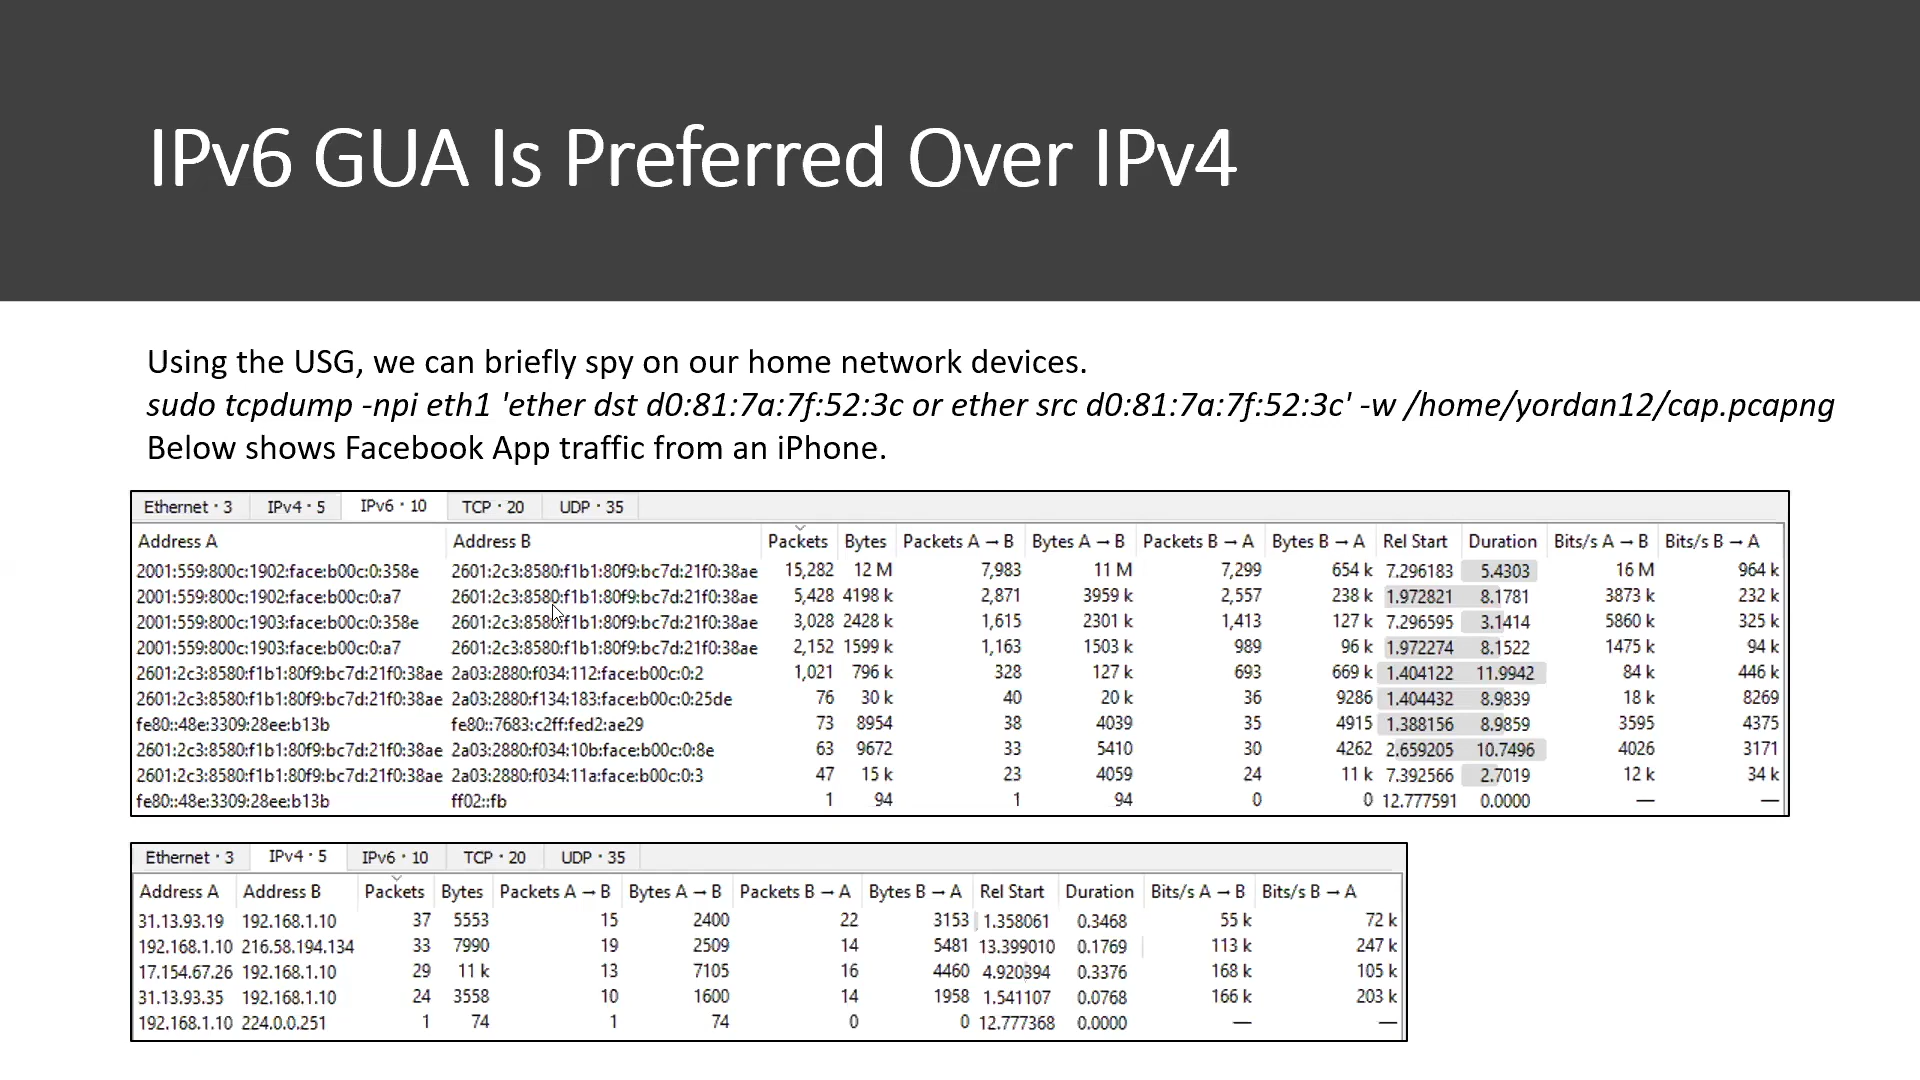 IPv6 GUA Is Preferred Over IPv4
Using the USG, we can briefly spy on our home network devices.
sudo tcpdump -npi eth1 'ether dst d0:81:7a:7f:52:3c or ether src d0:81:7a:7f:52:3c' -w /home/yordan12/cap.pcapng
Below shows Facebook App traffic from an iPhone.
Ethernet · 3 IPv4 · 5 IPv6 · 10 TCP · 20 UDP · 35
Address A Address B Packets Bytes Packets A → B Bytes A → B Packets B → A Bytes B → A Rel Start Duration Bits/s A → B Bits/s B → A
2001:559:800c:1902:face:b00c:0:358e 2601:2c3:8580:f1b1:80f9:bc7d:21f0:38ae 15,282 12 M 7,983 11 M 7,299 654 k 7.296183 5.4303 16 M 964 k
2001:559:800c:1902:face:b00c:0:a7 2601:2c3:8580:f1b1:80f9:bc7d:21f0:38ae 5,428 4198 k 2,871 3959 k 2,557 238 k 1.972821 8.1781 3873 k 232 k
2001:559:800c:1903:face:b00c:0:358e 2601:2c3:8580:f1b1:80f9:bc7d:21f0:38ae 3,028 2428 k 1,615 2301 k 1,413 127 k 7.296595 3.1414 5860 k 325 k
2001:559:800c:1903:face:b00c:0:a7 2601:2c3:8580:f1b1:80f9:bc7d:21f0:38ae 2,152 1599 k 1,163 1503 k 989 96 k 1.972274 8.1522 1475 k 94 k
2601:2c3:8580:f1b1:80f9:bc7d:21f0:38ae 2a03:2880:f034:112:face:b00c:0:2 1,021 796 k 328 127 k 693 669 k 1.404122 11.9942 84 k 446 k
2601:2c3:8580:f1b1:80f9:bc7d:21f0:38ae 2a03:2880:f134:183:face:b00c:0:25de 76 30 k 40 20 k 36 9286 1.404432 8.9839 18 k 8269
fe80::48e:3309:28ee:b13b fe80::7683:c2ff:fed2:ae29 73 8954 38 4039 35 4915 1.388156 8.9859 3595 4375
2601:2c3:8580:f1b1:80f9:bc7d:21f0:38ae 2a03:2880:f034:10b:face:b00c:0:8e 63 9672 33 5410 30 4262 2.659205 10.7496 4026 3171
2601:2c3:8580:f1b1:80f9:bc7d:21f0:38ae 2a03:2880:f034:11a:face:b00c:0:3 47 15 k 23 4059 24 11 k 7.392566 2.7019 12 k 34 k
fe80::48e:3309:28ee:b13b ff02::fb 1 94 1 94 0 0 12.777591 0.0000 — —
Ethernet · 3 IPv4 · 5 IPv6 · 10 TCP · 20 UDP · 35
Address A Address B Packets Bytes Packets A → B Bytes A → B Packets B → A Bytes B → A Rel Start Duration Bits/s A → B Bits/s B → A
31.13.93.19 192.168.1.10 37 5553 15 2400 22 3153 1.358061 0.3468 55 k 72 k
192.168.1.10 216.58.194.134 33 7990 19 2509 14 5481 13.399010 0.1769 113 k 247 k
17.154.67.26 192.168.1.10 29 11 k 13 7105 16 4460 4.920394 0.3376 168 k 105 k
31.13.93.35 192.168.1.10 24 3558 10 1600 14 1958 1.541107 0.0768 166 k 203 k
192.168.1.10 224.0.0.251 1 74 1 74 0 0 12.777368 0.0000 — —